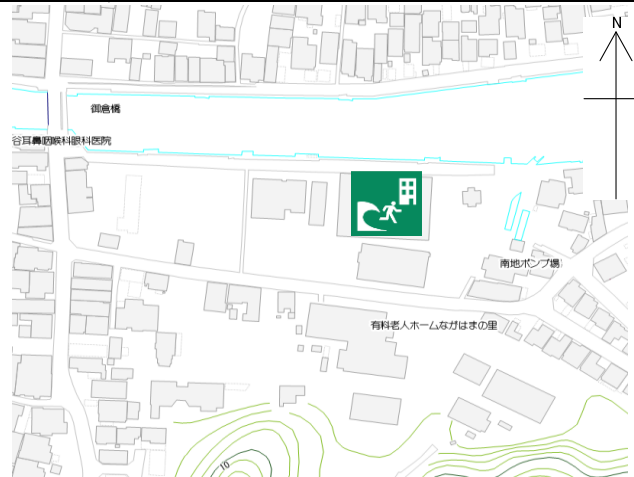 N
御倉橋
谷耳鼻咽喉科眼科医院
南地ポンプ場
有料老人ホームながはまの里
10